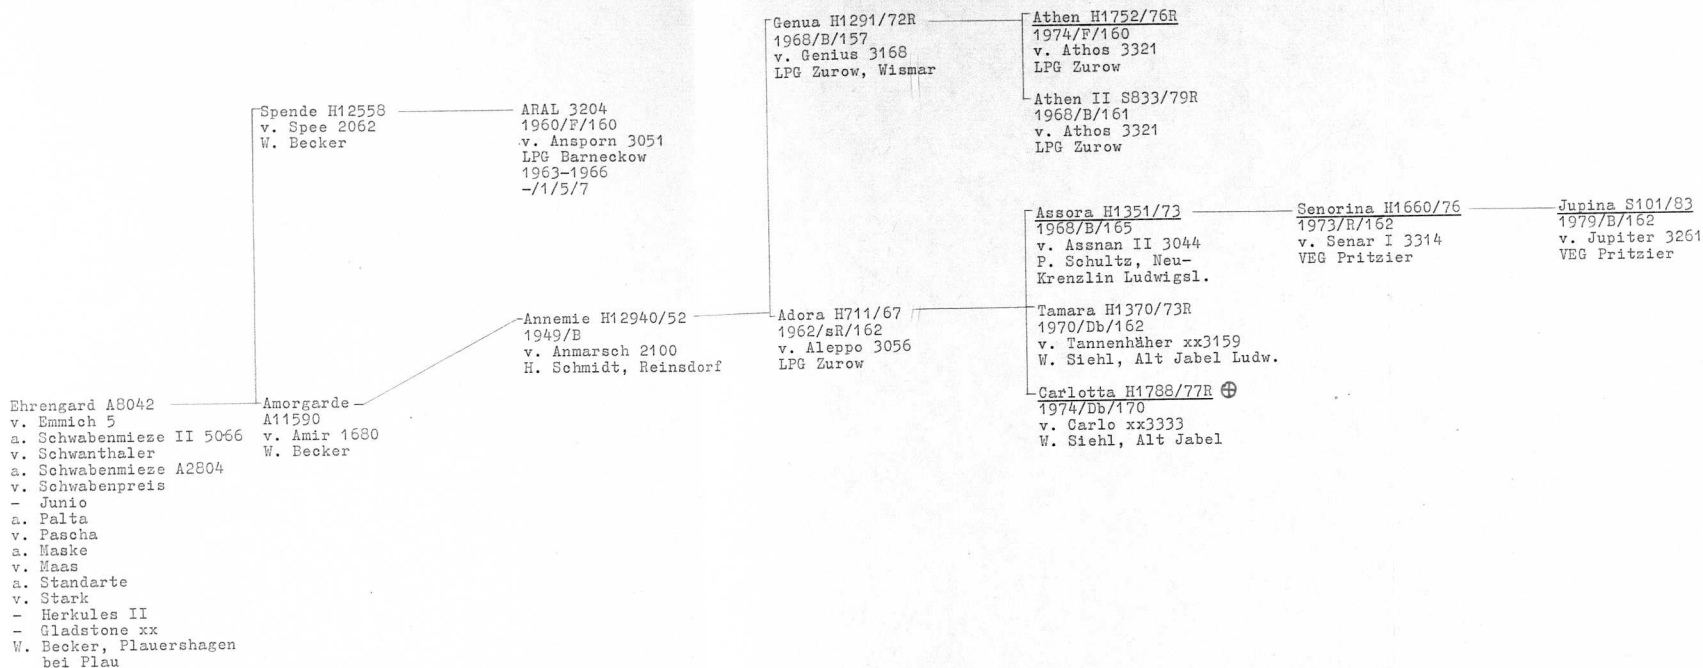 Ehrengard A8042
v. Emmich 5
a. Schwabenmieze II 5066
v. Schwanthaler
a. Schwabenmieze A2804
v. Schwabenpreis
- Junio
a. Palta
v. Pascha
a. Maske
v. Maas
a. Standarte
v. Stark
- Herkules II
- Gladstone xx
W. Becker, Plauershagen
bei Plau
Spende H12558
v. Spee 2062
W. Becker
Amorgarde
A11590
v. Amir 1680
W. Becker
ARAL 3204
1960/F/160
v. Ansporn 3051
LPG Barneckow
1963-1966
-/1/5/7
Annemie H12940/52
1949/B
v. Anmarsch 2100
H. Schmidt, Reinsdorf
Genua H1291/72R
1968/B/157
v. Genius 3168
LPG Zurow, Wismar
Adora H711/67
1962/sR/162
v. Aleppo 3056
LPG Zurow
Athen H1752/76R
1974/F/160
v. Athos 3321
LPG Zurow
Athen II S833/79R
1968/B/161
v. Athos 3321
LPG Zurow
Assora H1351/73
1968/B/165
v. Assnan II 3044
P. Schultz, Neu-
Krenzlin Ludwigsl.
Tamara H1370/73R
1970/Db/162
v. Tannenhäher xx3159
W. Siehl, Alt Jabel Ludw.
Carlotta H1788/77R ⊕
1974/Db/170
v. Carlo xx3333
W. Siehl, Alt Jabel
Senorina H1660/76
1973/R/162
v. Senar I 3314
VEG Pritzier
Jupina S101/83
1979/B/162
v. Jupiter 3261
VEG Pritzier